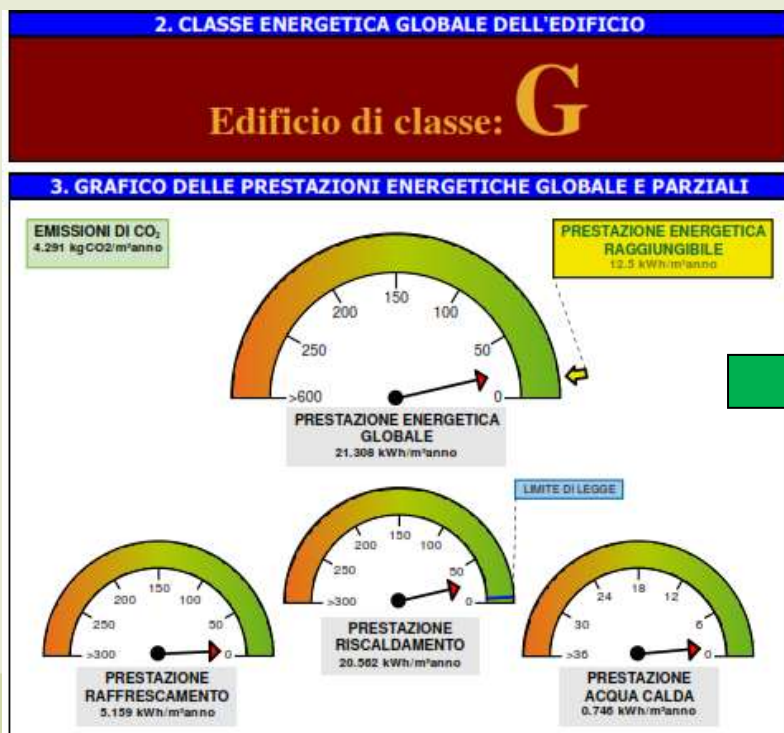 2. CLASSE ENERGETICA GLOBALE DELL'EDIFICIO
Edificio di classe: G
3. GRAFICO DELLE PRESTAZIONI ENERGETICHE GLOBALE E PARZIALI
EMISSIONI DI CO₂
4.291 kgCO2/m²anno
PRESTAZIONE ENERGETICA
RAGGIUNGIBILE
12.5 kWh/m²anno
150
200
100
250
50
>600
0
PRESTAZIONE ENERGETICA
GLOBALE
21.308 kWh/m²anno
LIMITE DI LEGGE
150
200
100
250
50
>300
0
PRESTAZIONE
RISCALDAMENTO
20.562 kWh/m²anno
150
200
100
250
50
>300
0
PRESTAZIONE
RAFFRESCAMENTO
5.159 kWh/m²anno
18
24
12
30
6
>36
0
PRESTAZIONE
ACQUA CALDA
0.746 kWh/m²anno